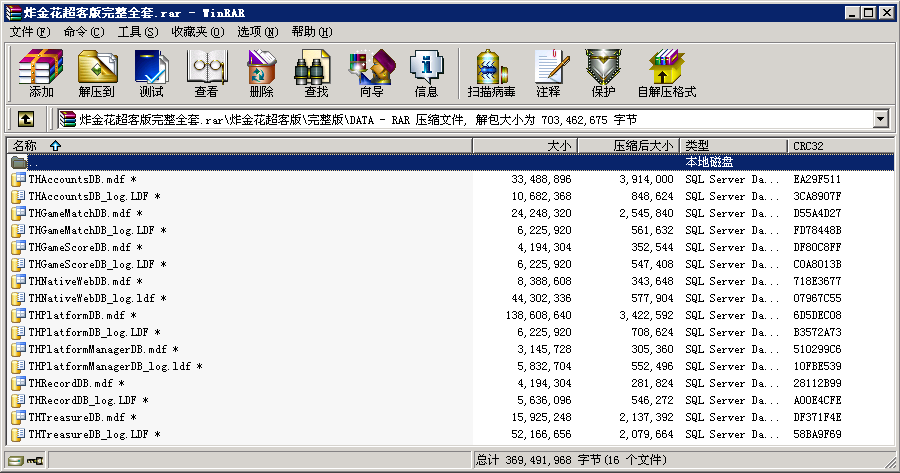 炸金花超客版完整全套.rar - WinRAR
文件(F) 命令(C) 工具(S) 收藏夹(O) 选项(N) 帮助(H)
添加 解压到 测试 查看 删除 查找 向导 信息 扫描病毒 注释 保护 自解压格式
炸金花超客版完整全套.rar\炸金花超客版\完整版\DATA - RAR 压缩文件, 解包大小为 703,462,675 字节
名称 大小 压缩后大小 类型 CRC32
.. 本地磁盘
THAccountsDB.mdf * 33,488,896 3,914,000 SQL Server Da... EA29F511
THAccountsDB_log.LDF * 10,682,368 848,624 SQL Server Da... 3CA8907F
THGameMatchDB.mdf * 24,248,320 2,545,840 SQL Server Da... D55A4D27
THGameMatchDB_log.LDF * 6,225,920 561,632 SQL Server Da... FD78448B
THGameScoreDB.mdf * 4,194,304 352,544 SQL Server Da... DF80C8FF
THGameScoreDB_log.LDF * 6,225,920 547,408 SQL Server Da... C0A8013B
THNativeWebDB.mdf * 8,388,608 343,648 SQL Server Da... 718E3677
THNativeWebDB_log.ldf * 44,302,336 577,904 SQL Server Da... 07967C55
THPlatformDB.mdf * 138,608,640 3,422,592 SQL Server Da... 6D5DEC08
THPlatformDB_log.LDF * 6,225,920 708,624 SQL Server Da... B3572A73
THPlatformManagerDB.mdf * 3,145,728 305,360 SQL Server Da... 510299C6
THPlatformManagerDB_log.ldf * 5,832,704 552,496 SQL Server Da... 10FBE539
THRecordDB.mdf * 4,194,304 281,824 SQL Server Da... 28112B99
THRecordDB_log.LDF * 5,636,096 546,272 SQL Server Da... A00E4CFE
THTreasureDB.mdf * 15,925,248 2,137,392 SQL Server Da... DF371F4E
THTreasureDB_log.LDF * 52,166,656 2,079,664 SQL Server Da... 58BA9F69
总计 369,491,968 字节(16 个文件)